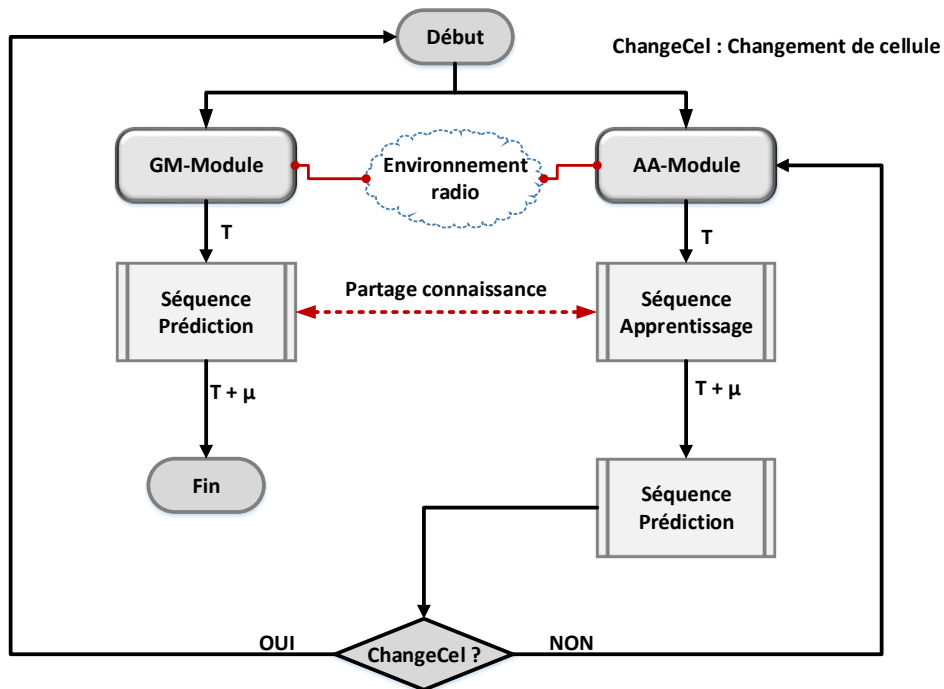 Début
ChangeCel : Changement de cellule
GM-Module
Environnement
radio
AA-Module
T
T
Séquence
Prédiction
Partage connaissance
Séquence
Apprentissage
T + μ
T + μ
Fin
Séquence
Prédiction
OUI
ChangeCel ?
NON